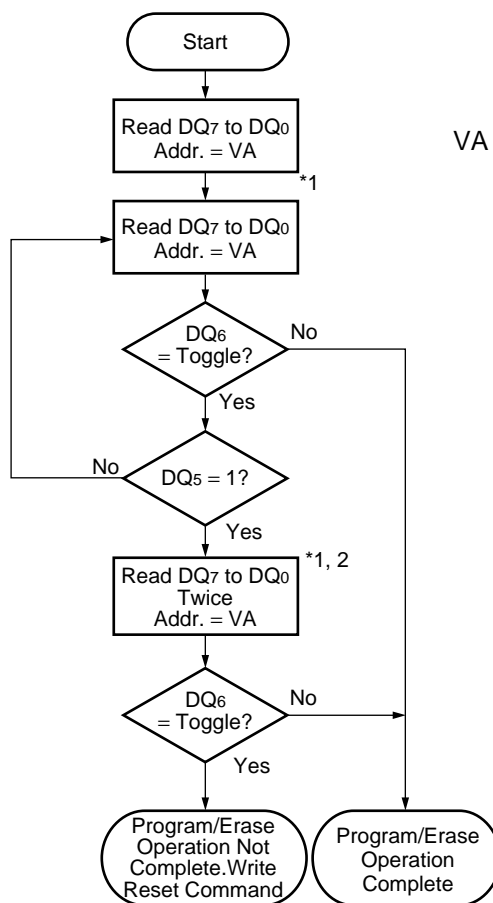 Start
Read DQ7 to DQ0
Addr. = VA
VA
*1
Read DQ7 to DQ0
Addr. = VA
DQ6
= Toggle?
No
Yes
DQ5 = 1?
No
Yes
*1, 2
Read DQ7 to DQ0
Twice
Addr. = VA
DQ6
= Toggle?
No
Yes
Program/Erase
Operation Not
Complete.Write
Reset Command
Program/Erase
Operation
Complete